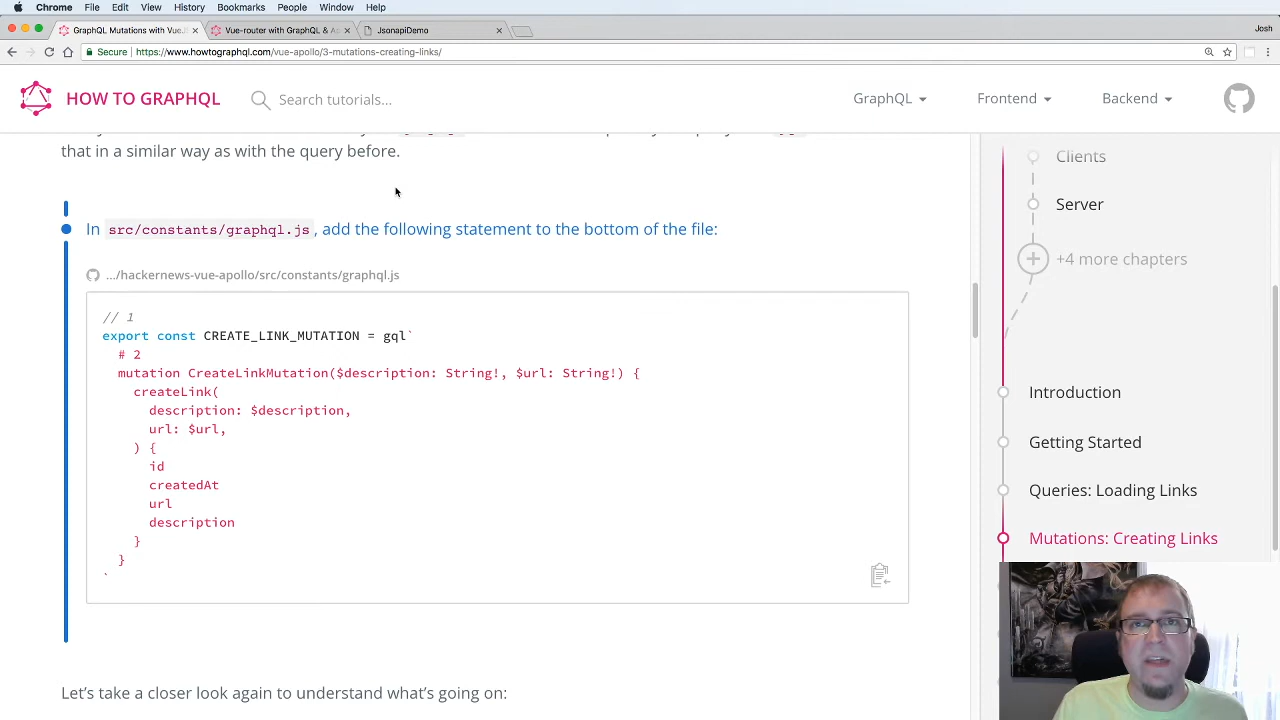 Chrome File Edit View History Bookmarks People Window Help
GraphQL Mutations with VueJ
Vue-router with GraphQL & A
JsonapiDemo
Josh
Secure https://www.howtographql.com/vue-apollo/3-mutations-creating-links/
HOW TO GRAPHQL
Search tutorials...
GraphQL
Frontend
Backend
that in a similar way as with the query before.
In src/constants/graphql.js, add the following statement to the bottom of the file:
.../hackernews-vue-apollo/src/constants/graphql.js
// 1
export const CREATE_LINK_MUTATION = gql`
# 2
mutation CreateLinkMutation($description: String!, $url: String!) {
createLink(
description: $description,
url: $url,
) {
id
createdAt
url
description
}
}
`
Let's take a closer look again to understand what's going on:
Clients
Server
+4 more chapters
Introduction
Getting Started
Queries: Loading Links
Mutations: Creating Links